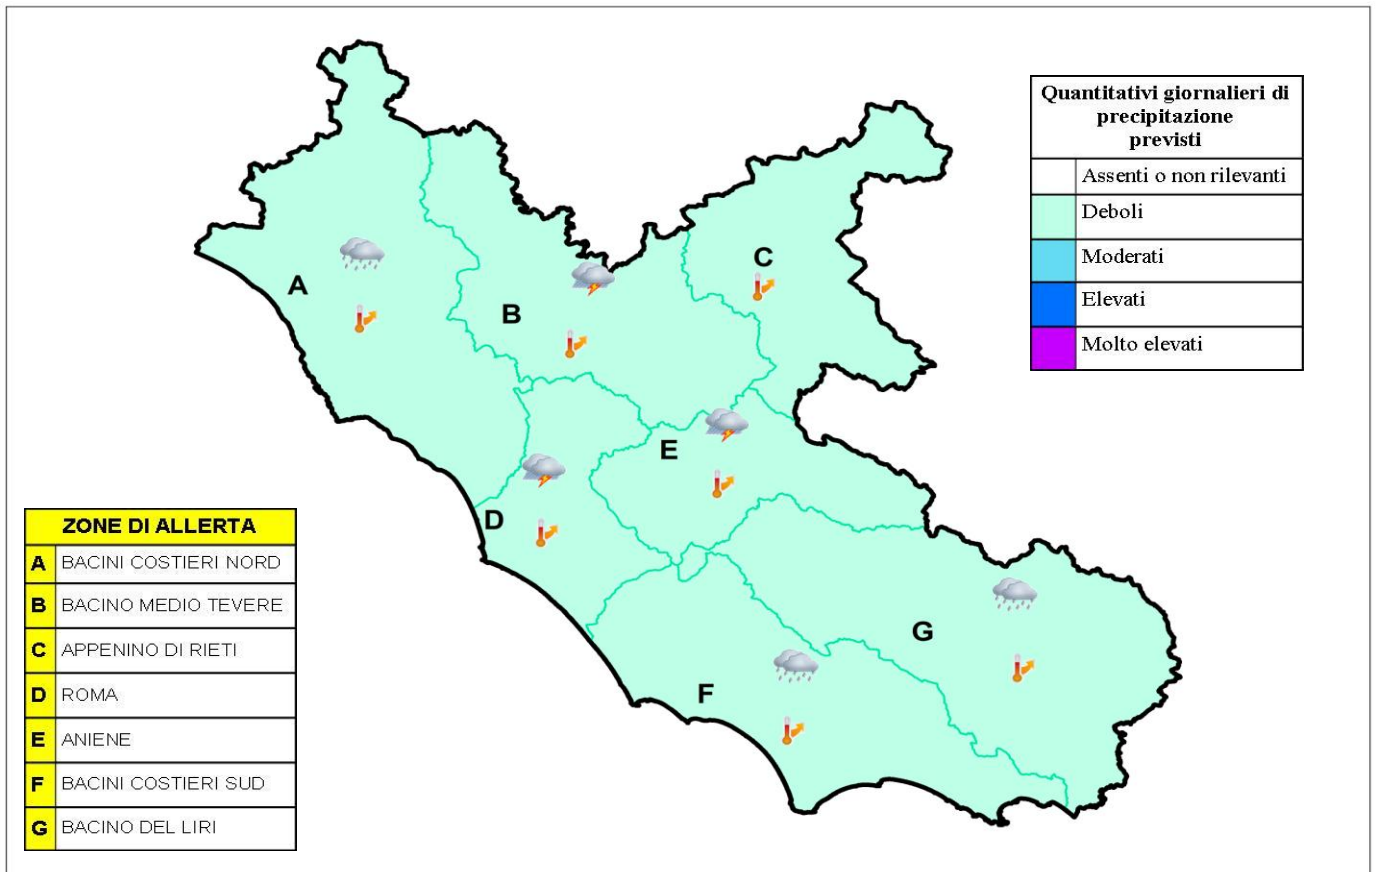 Quantitativi giornalieri di
precipitazione
previsti
Assenti o non rilevanti
Deboli
Moderati
Elevati
Molto elevati
A
B
C
D
E
F
G
ZONE DI ALLERTA
A BACINI COSTIERI NORD
B BACINO MEDIO TEVERE
C APPENINO DI RIETI
D ROMA
E ANIENE
F BACINI COSTIERI SUD
G BACINO DEL LIRI